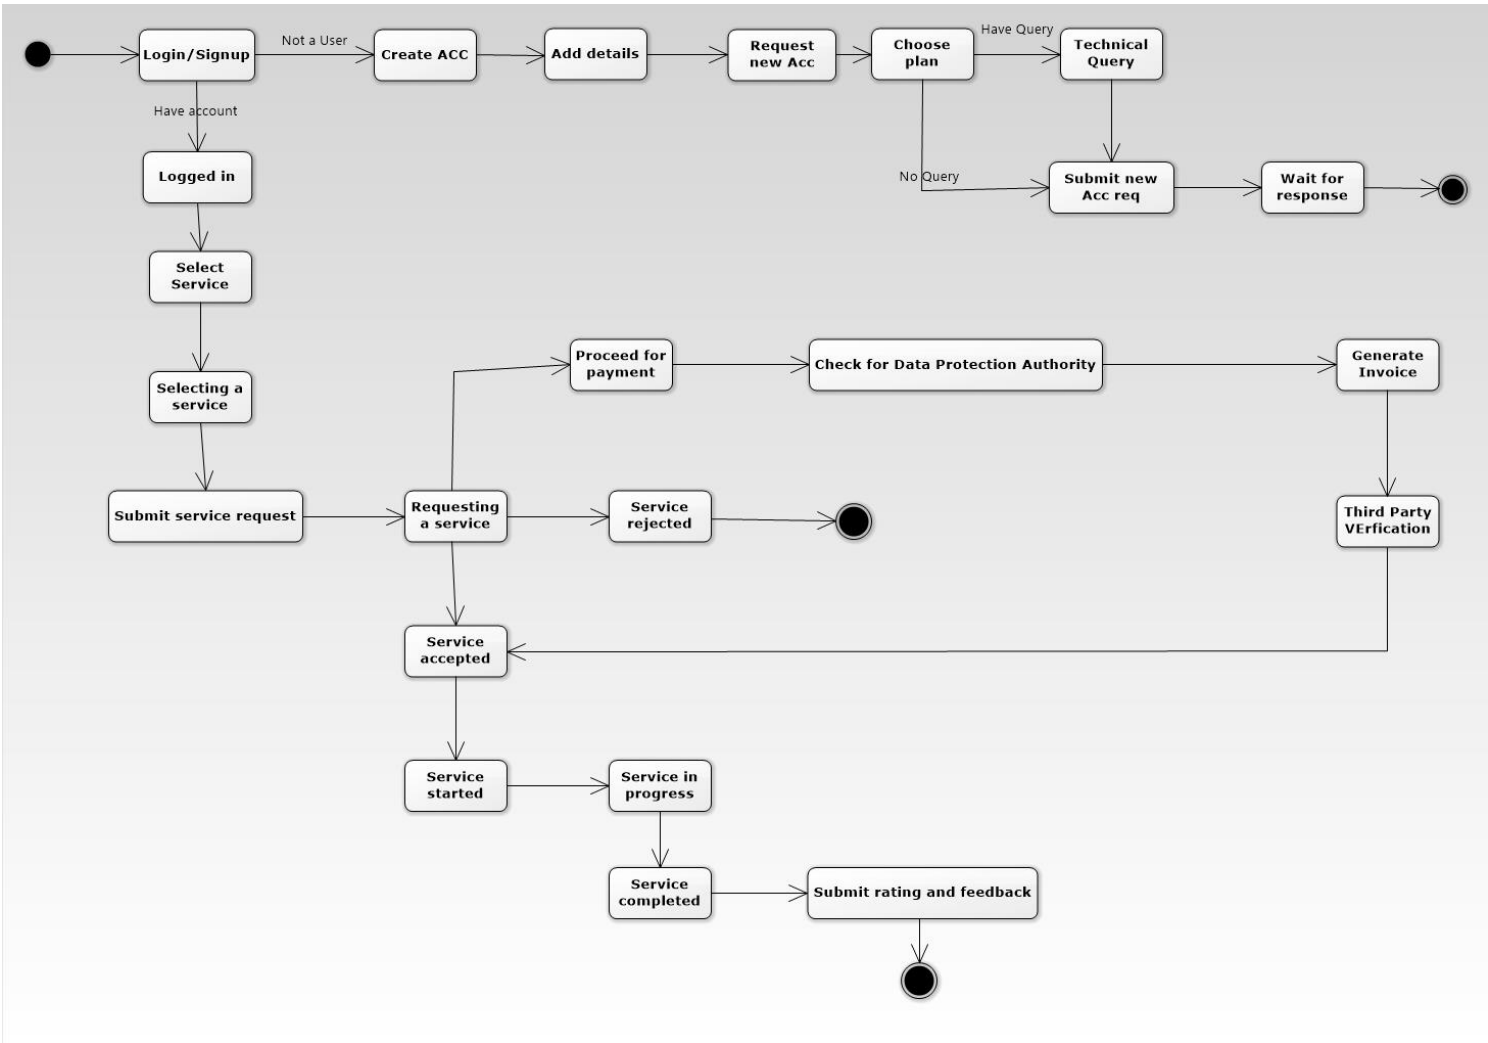 Login/Signup
Not a User
Create ACC
Add details
Request
new Acc
Choose
plan
Have Query
Technical
Query
Have account
Logged in
No Query
Submit new
Acc req
Wait for
response
Select
Service
Selecting a
service
Proceed for
payment
Check for Data Protection Authority
Generate
Invoice
Submit service request
Requesting
a service
Service
rejected
Third Party
VErfication
Service
accepted
Service
started
Service in
progress
Service
completed
Submit rating and feedback